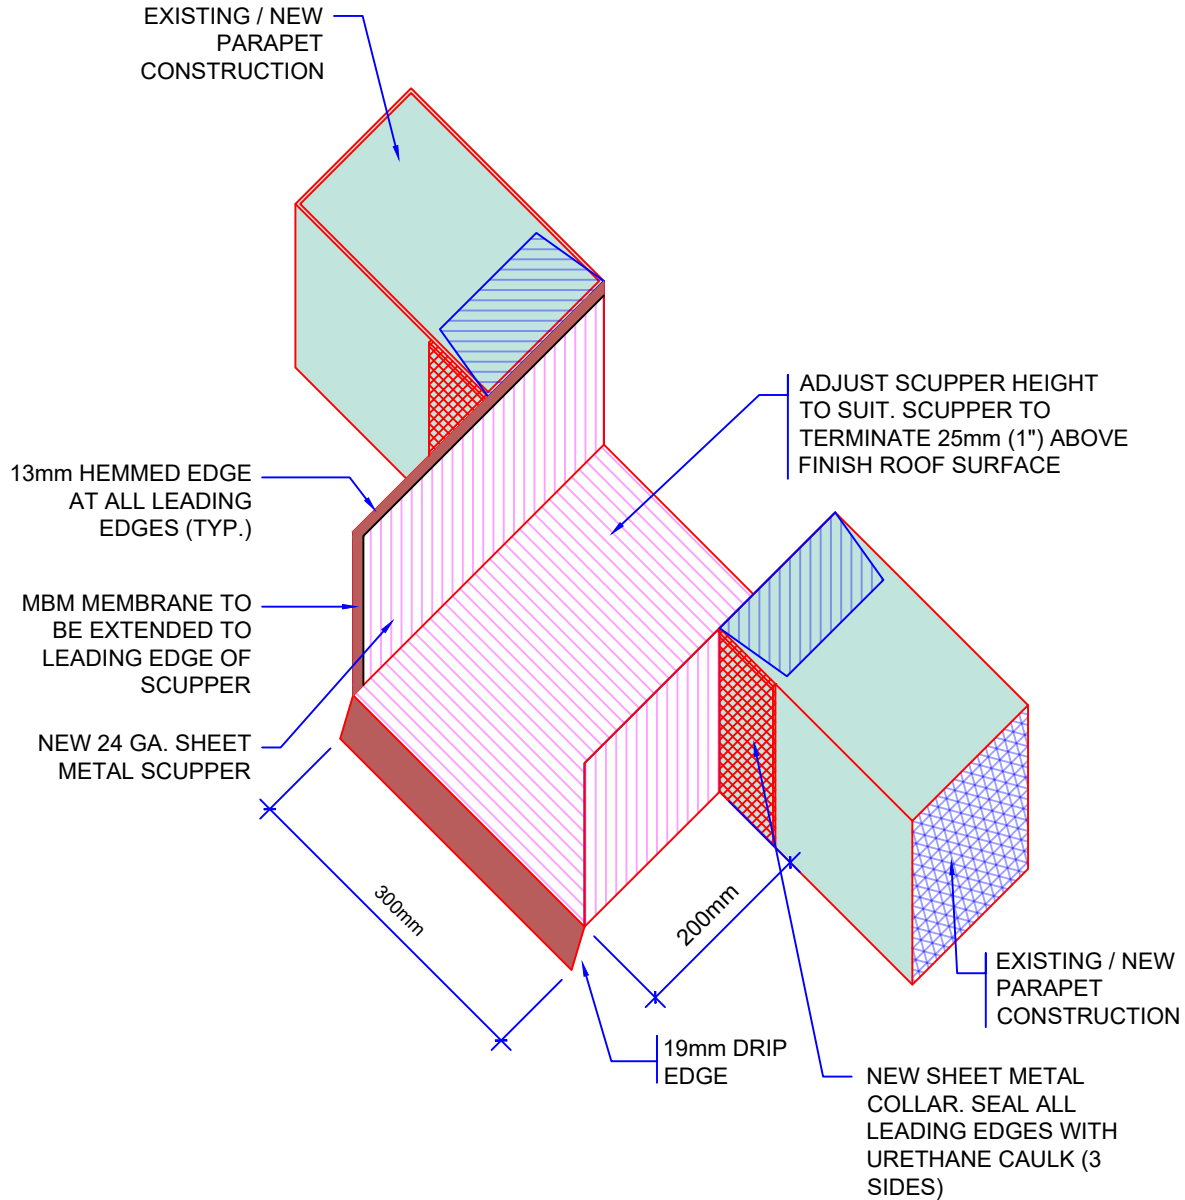 EXISTING / NEW
PARAPET
CONSTRUCTION
ADJUST SCUPPER HEIGHT
TO SUIT. SCUPPER TO
TERMINATE 25mm (1") ABOVE
FINISH ROOF SURFACE
13mm HEMMED EDGE
AT ALL LEADING
EDGES (TYP.)
MBM MEMBRANE TO
BE EXTENDED TO
LEADING EDGE OF
SCUPPER
NEW 24 GA. SHEET
METAL SCUPPER
300mm
200mm
EXISTING / NEW
PARAPET
CONSTRUCTION
19mm DRIP
EDGE
NEW SHEET METAL
COLLAR. SEAL ALL
LEADING EDGES WITH
URETHANE CAULK (3
SIDES)